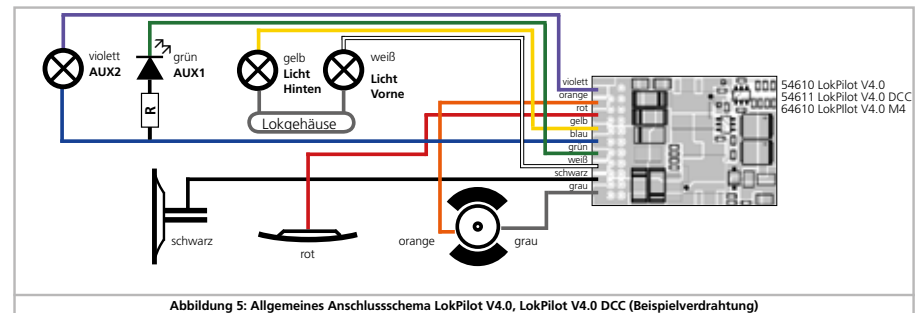 violett
AUX2
grün
AUX1
R
gelb
Licht
Hinten
weiß
Licht
Vorne
Lokgehäuse
violett
orange
rot
gelb
blau
grün
weiß
schwarz
grau
54610 LokPilot V4.0
54611 LokPilot V4.0 DCC
64610 LokPilot V4.0 M4
schwarz
rot
orange
grau
Abbildung 5: Allgemeines Anschlussschema LokPilot V4.0, LokPilot V4.0 DCC (Beispielverdrahtung)